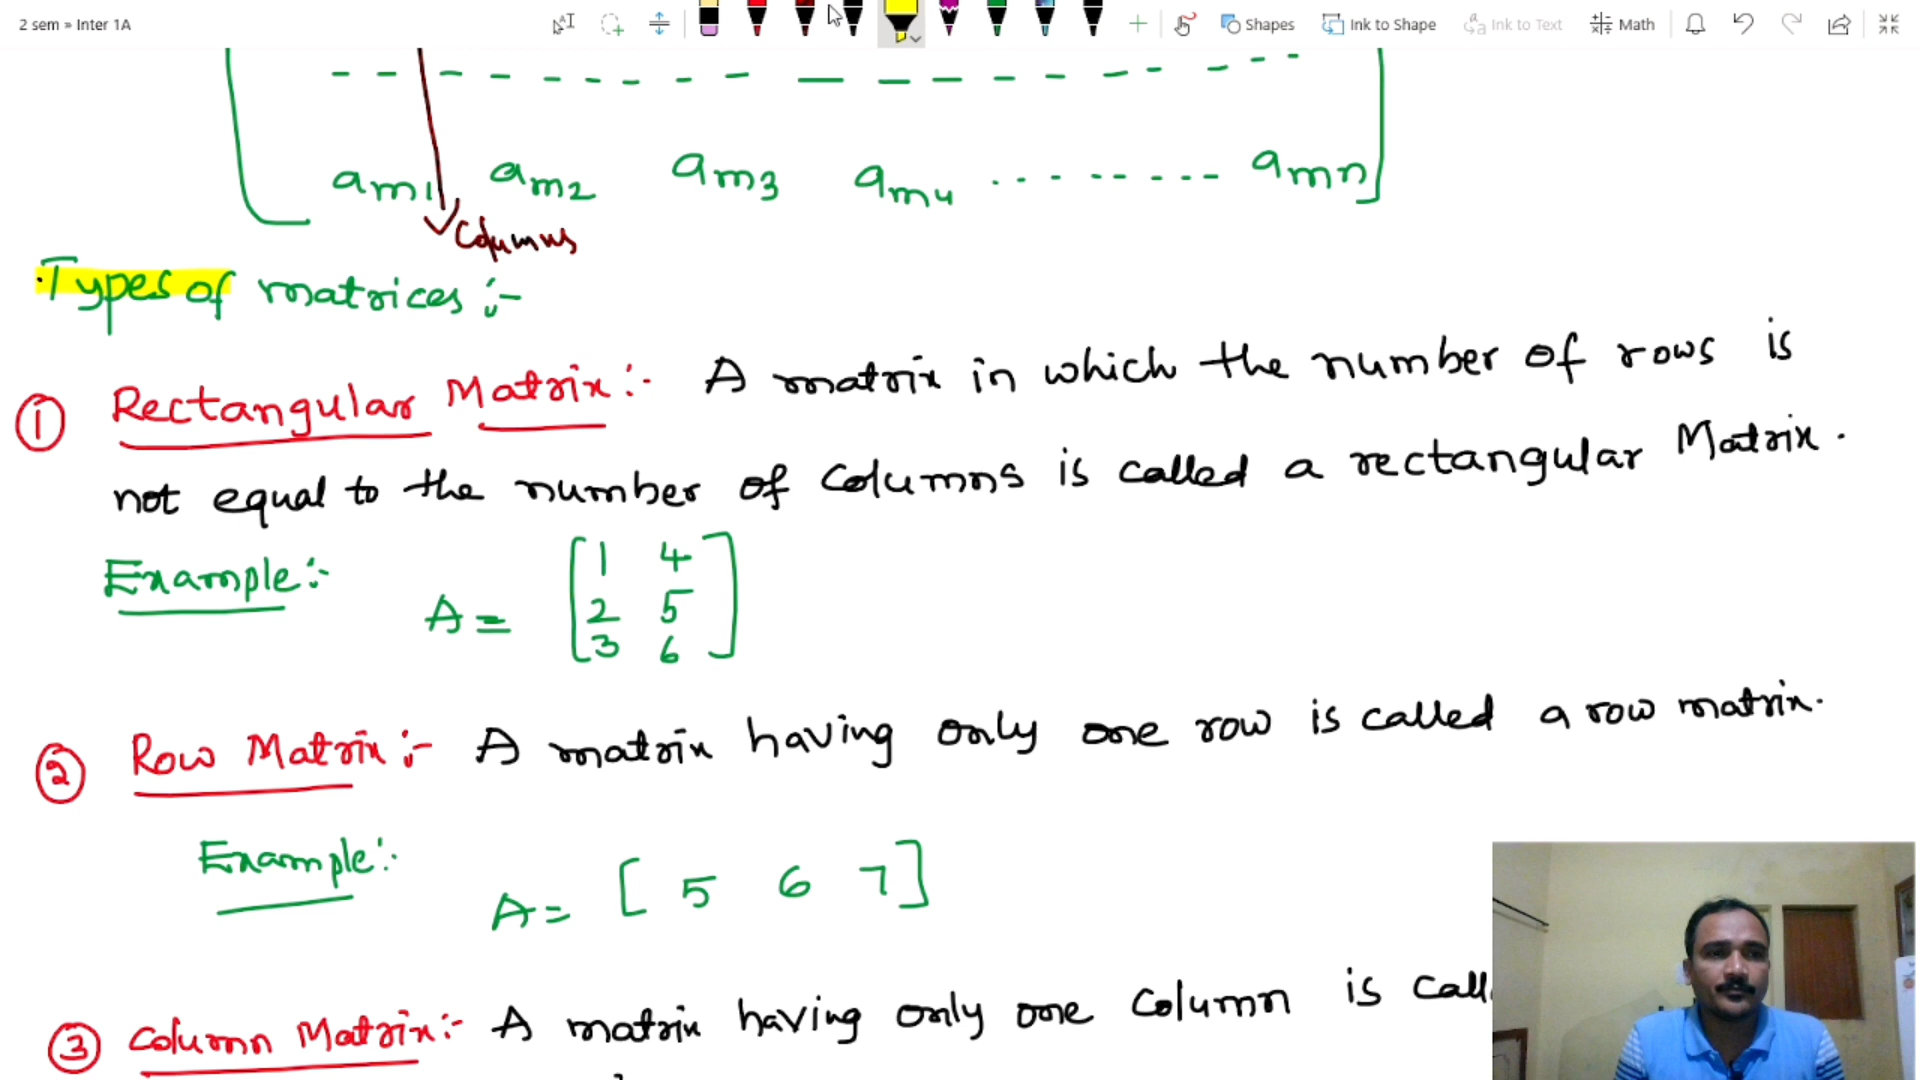 2 sem » Inter 1A
Shapes Ink to Shape Ink to Text Math
am1 am2 am3 am4 ......... amn
Columns
Types of matrices :-
① Rectangular Matrix :- A matrix in which the number of rows is
not equal to the number of columns is called a rectangular Matrix.
Example :-
1 4
A = 2 5
3 6
② Row Matrix :- A matrix having only one row is called a row matrix.
Example :-
A = [ 5 6 7 ]
③ Column Matrix :- A matrix having only one column is call